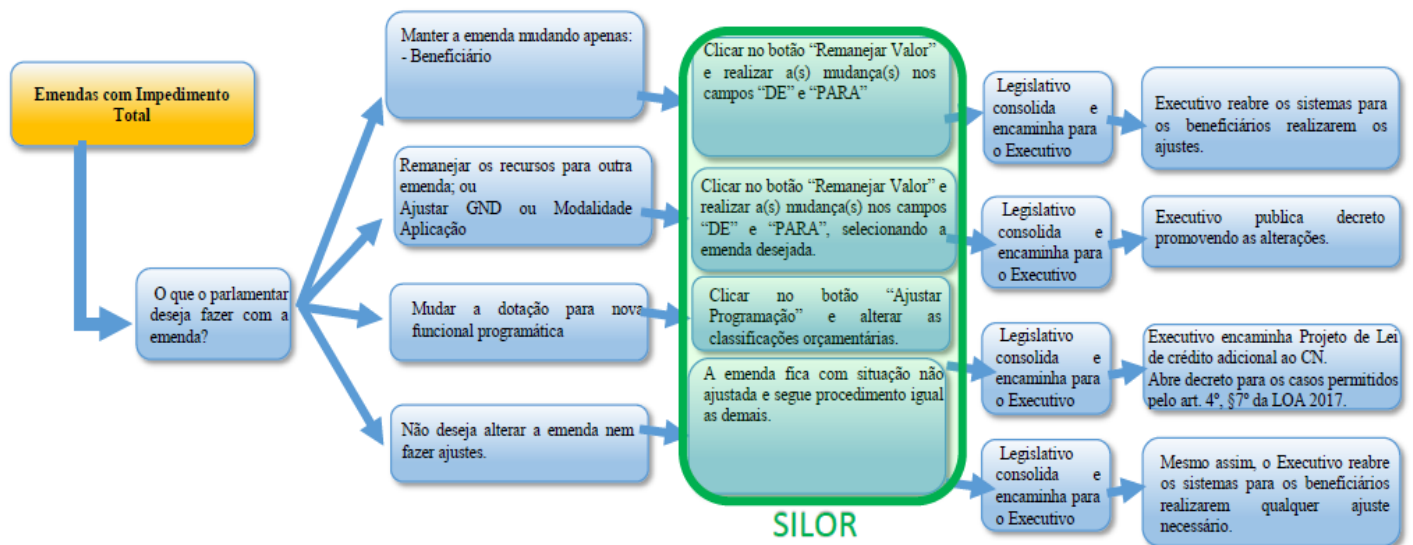 Emendas com Impedimento
Total
O que o parlamentar
deseja fazer com a
emenda?
Manter a emenda mudando apenas:
- Beneficiário
Clicar no botão “Remanejar Valor”
e realizar a(s) mudança(s) nos
campos “DE” e “PARA”
Legislativo
consolida e
encaminha para
o Executivo
Executivo reabre os sistemas para
os beneficiários realizarem os
ajustes.
Remanejar os recursos para outra
emenda; ou
Ajustar GND ou Modalidade
Aplicação
Clicar no botão “Remanejar Valor” e
realizar a(s) mudança(s) nos campos
“DE” e “PARA”, selecionando a
emenda desejada.
Legislativo
consolida e
encaminha para
o Executivo
Executivo publica decreto
promovendo as alterações.
Mudar a dotação para nova
funcional programática
Clicar no botão “Ajustar
Programação” e alterar as
classificações orçamentárias.
Legislativo
consolida e
encaminha para
o Executivo
Executivo encaminha Projeto de Lei
de crédito adicional ao CN.
Abre decreto para os casos permitidos
pelo art. 4º, §7º da LOA 2017.
Não deseja alterar a emenda nem
fazer ajustes.
A emenda fica com situação não
ajustada e segue procedimento igual
as demais.
Legislativo
consolida e
encaminha para
o Executivo
Mesmo assim, o Executivo reabre
os sistemas para os beneficiários
realizarem qualquer ajuste
necessário.
SILOR